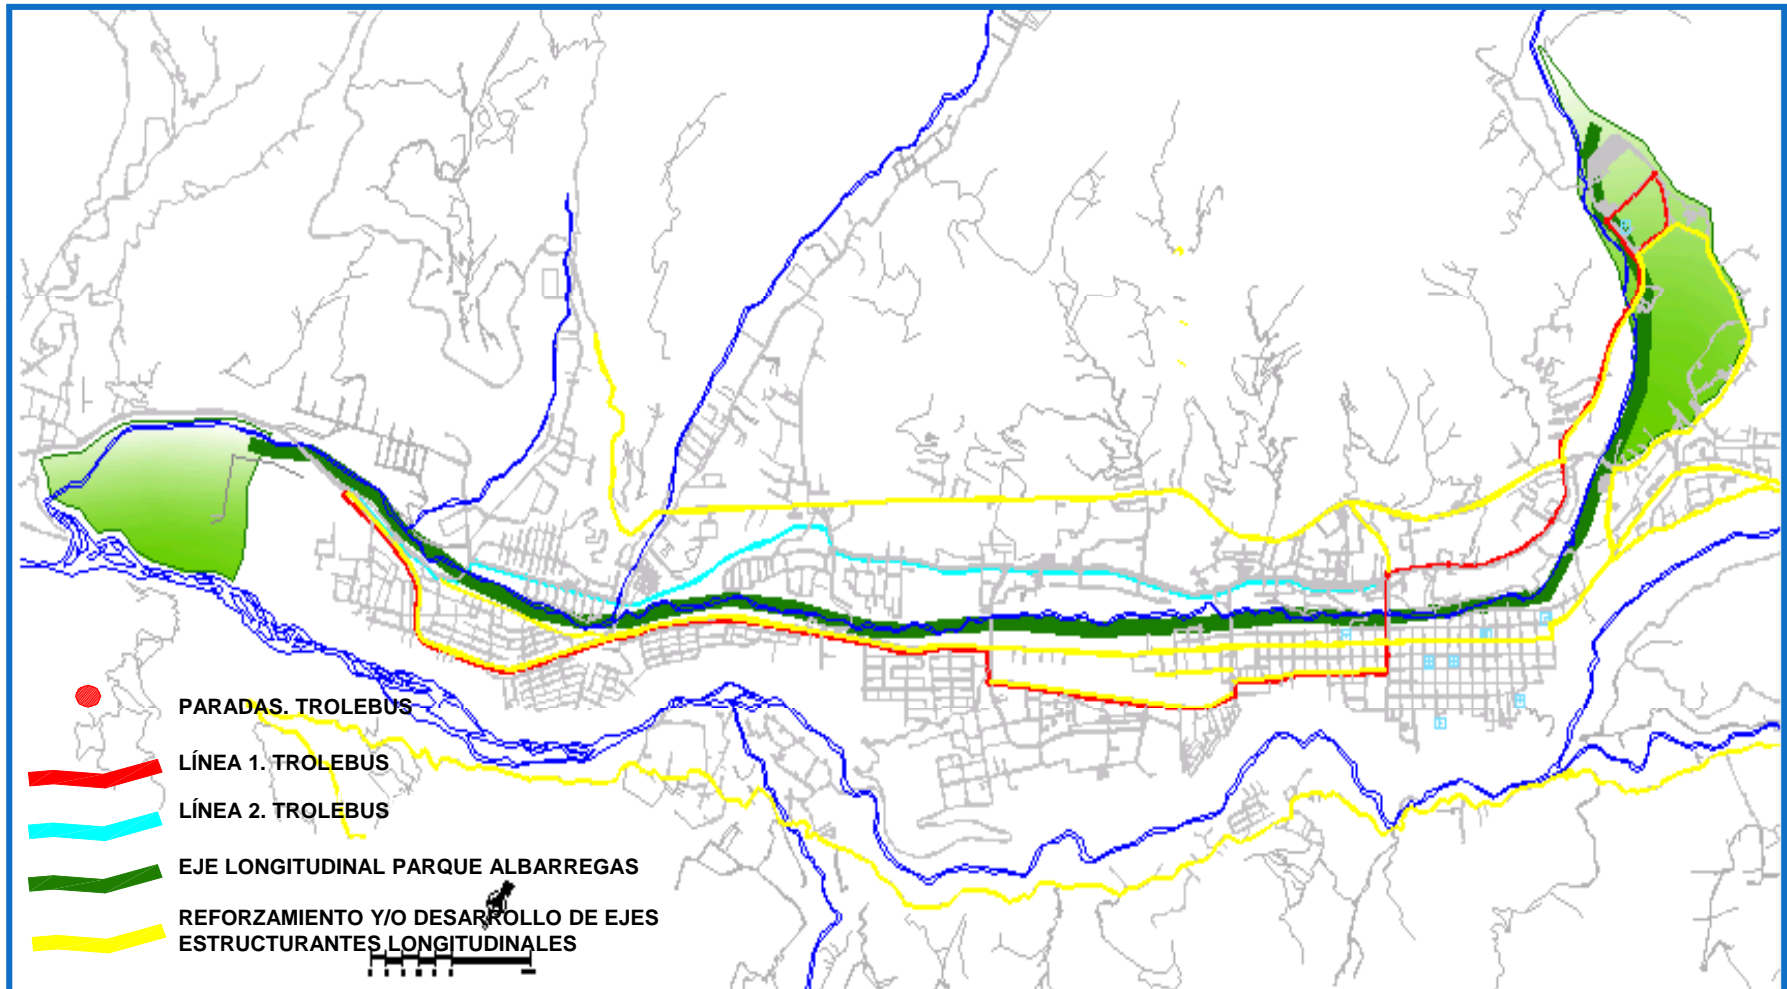 PARADAS. TROLEBUS
LÍNEA 1. TROLEBUS
LÍNEA 2. TROLEBUS
EJE LONGITUDINAL PARQUE ALBARREGAS
REFORZAMIENTO Y/O DESARROLLO DE EJES
ESTRUCTURANTES LONGITUDINALES